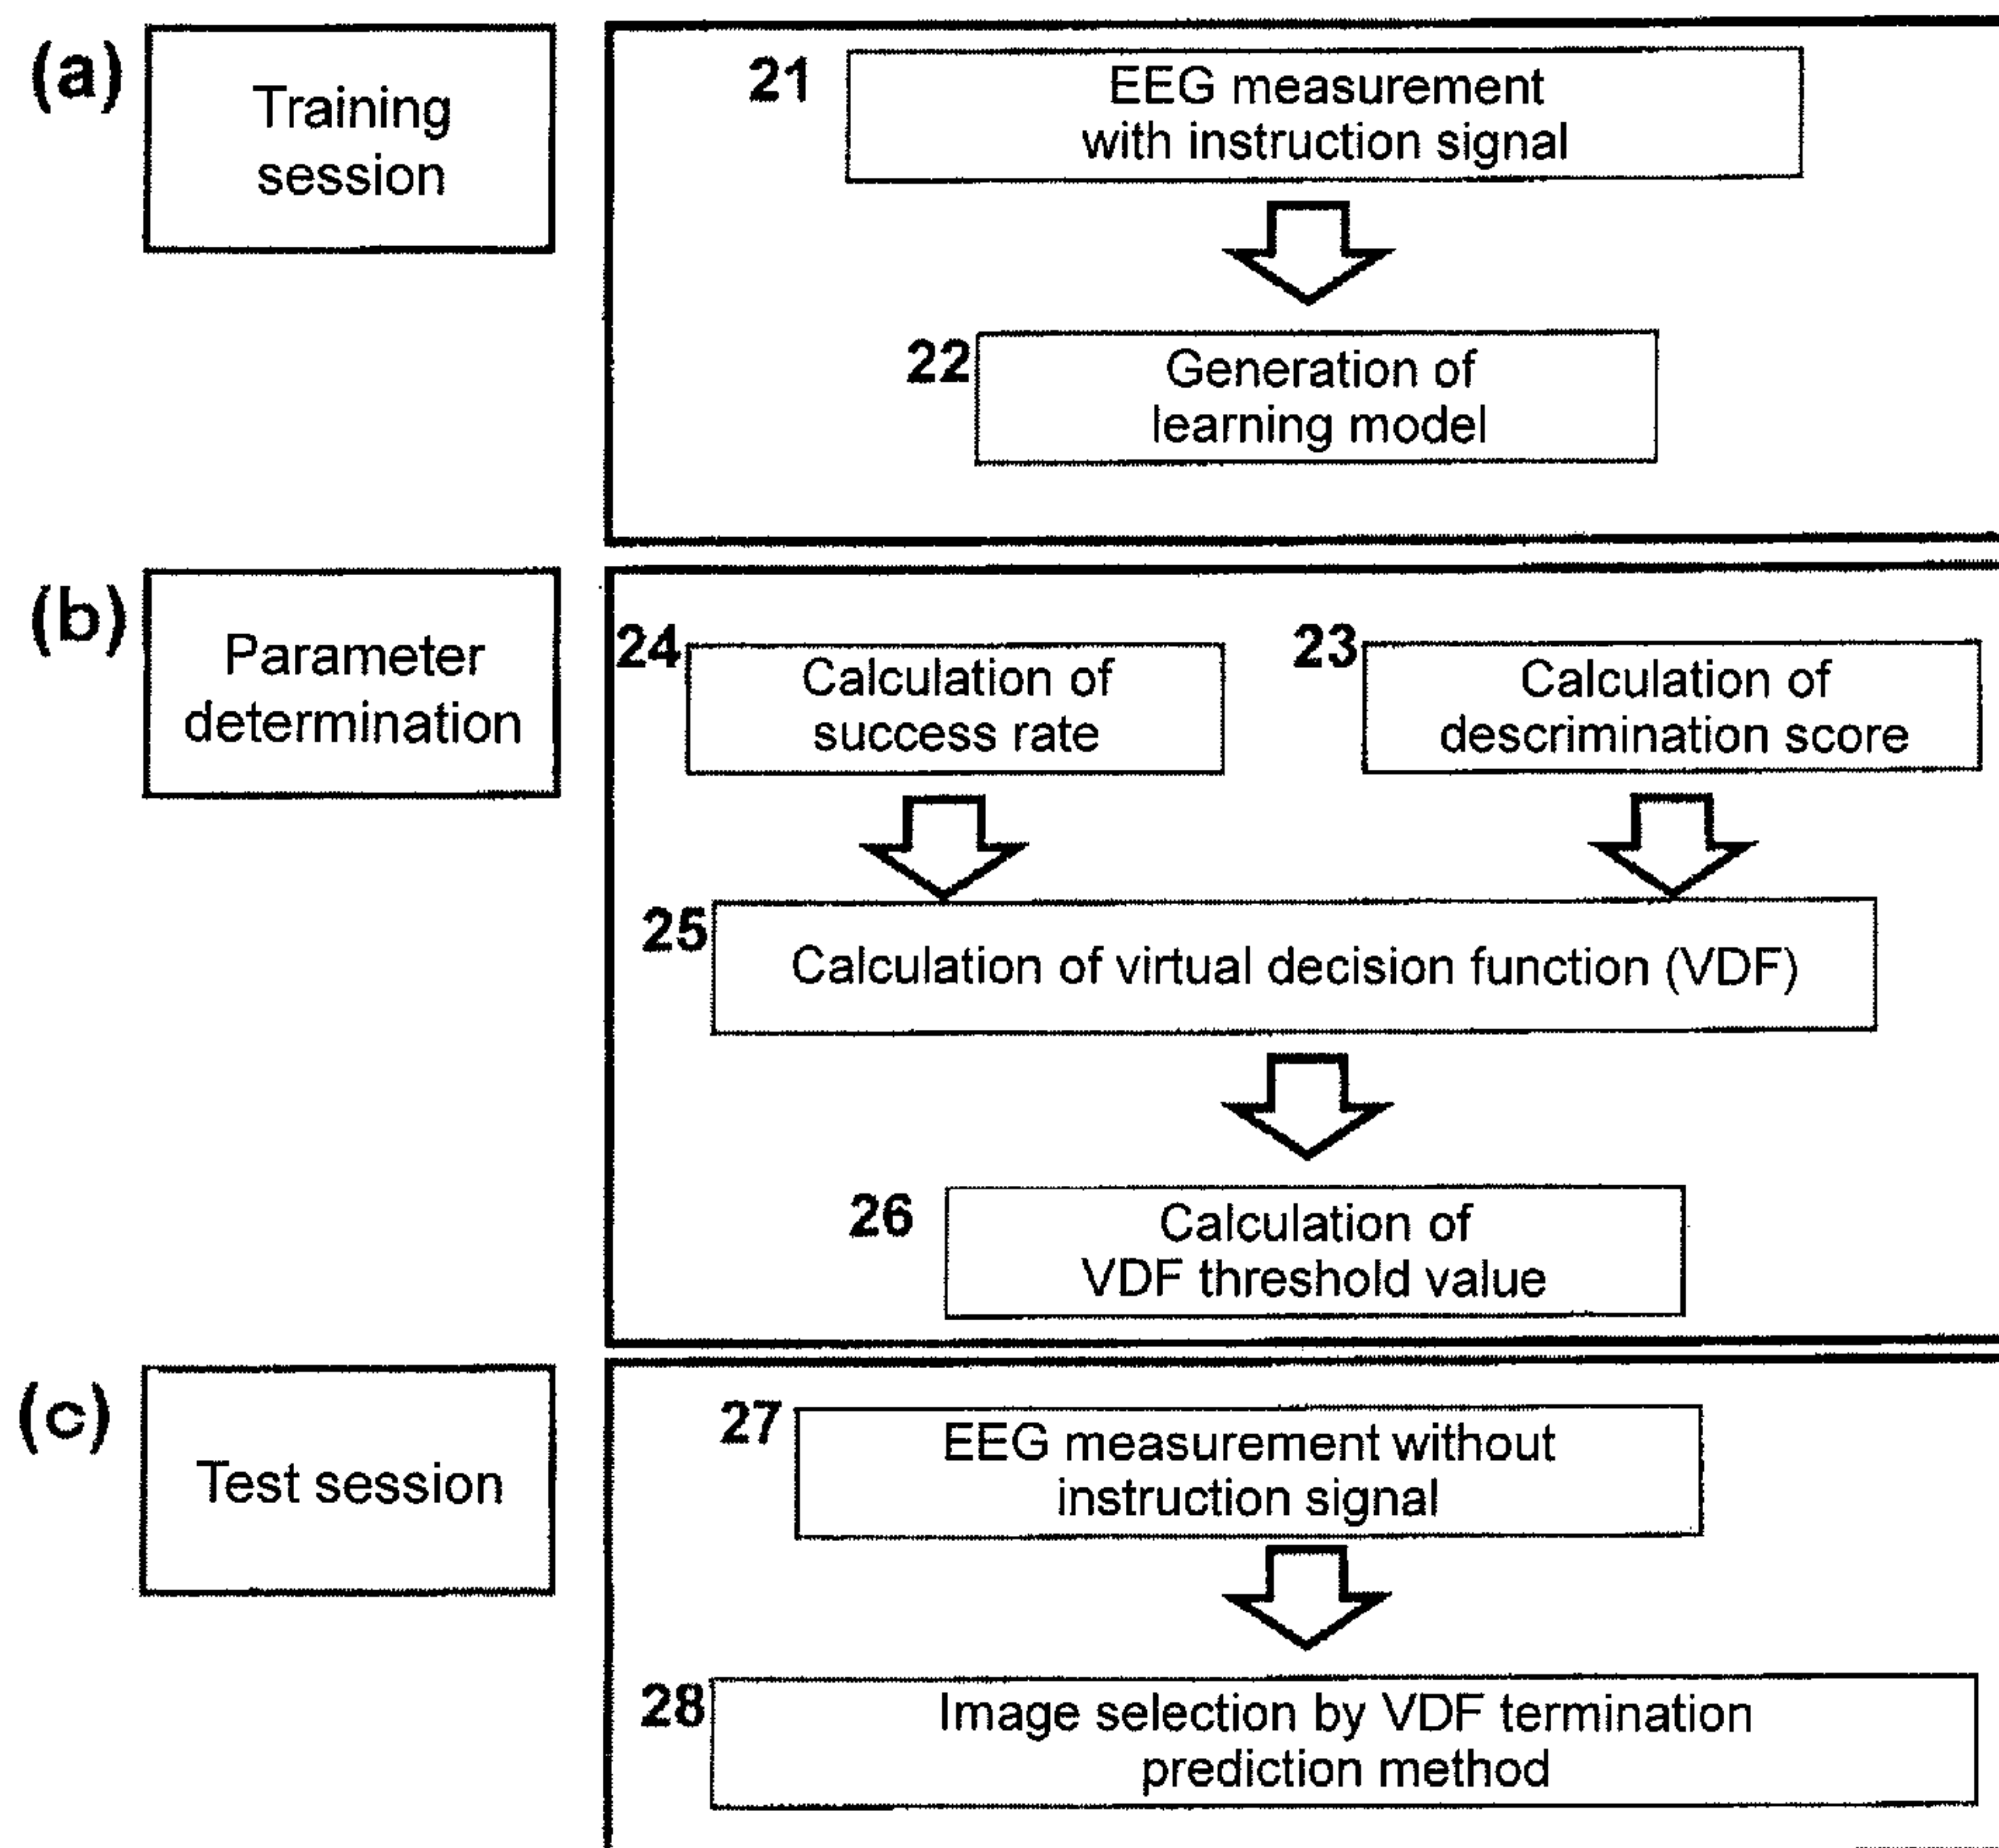 (a)
Training
session
21
EEG measurement
with instruction signal
22
Generation of
learning model
(b)
Parameter
determination
24
Calculation of
success rate
23
Calculation of
descrimination score
25
Calculation of virtual decision function (VDF)
26
Calculation of
VDF threshold value
(c)
Test session
27
EEG measurement without
instruction signal
28
Image selection by VDF termination
prediction method